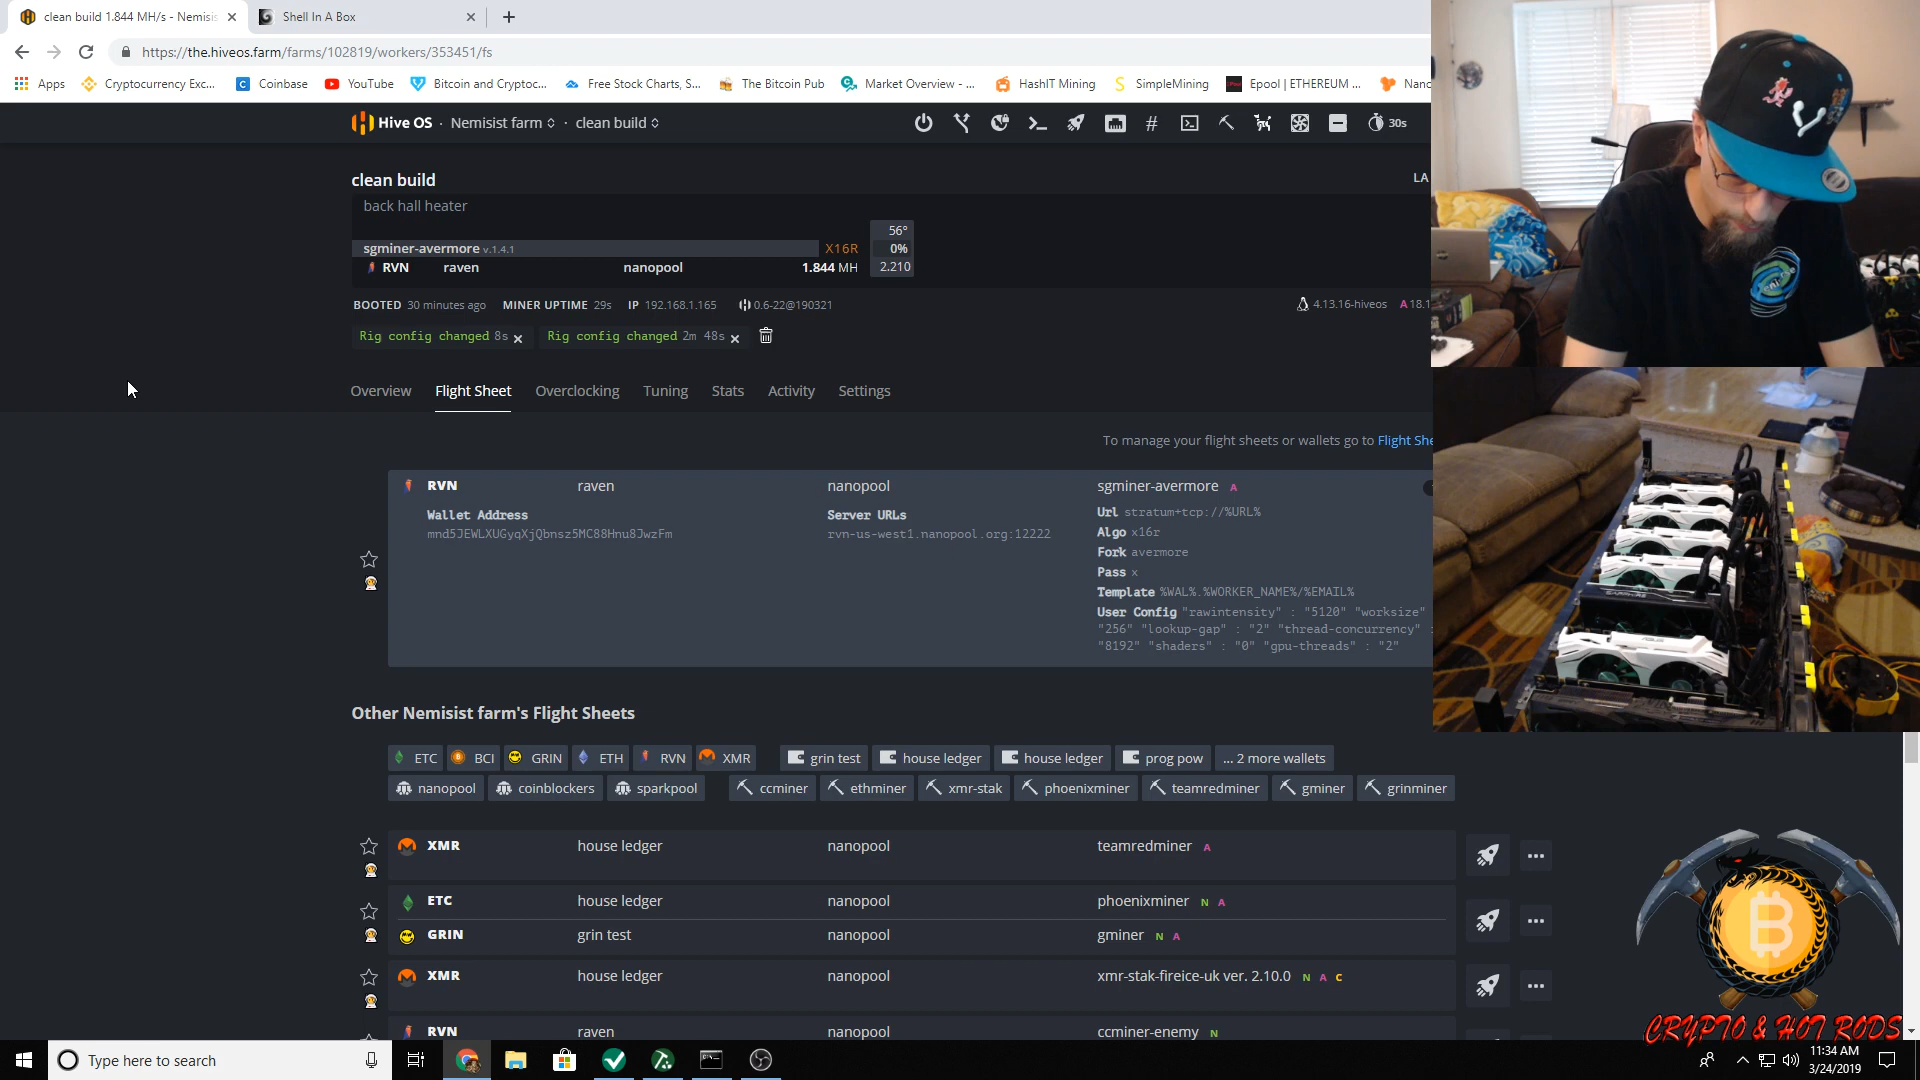 clean build 1.844 MH/s - Nemisis
Shell In A Box
https://the.hiveos.farm/farms/102819/workers/353451/fs
Apps
Cryptocurrency Exc...
Coinbase
YouTube
Bitcoin and Cryptoc...
Free Stock Charts, S...
The Bitcoin Pub
Market Overview - ...
HashIT Mining
SimpleMining
Epool | ETHEREUM ...
Nano
Hive OS · Nemisist farm · clean build
30s
clean build
LA
back hall heater
56°
sgminer-avermore v.1.4.1 X16R 0%
RVN raven nanopool 1.844 MH 2.210
BOOTED 30 minutes ago MINER UPTIME 29s IP 192.168.1.165 0.6-22@190321
4.13.16-hiveos A 18.1
Rig config changed 8s x Rig config changed 2m 48s x
Overview Flight Sheet Overclocking Tuning Stats Activity Settings
To manage your flight sheets or wallets go to Flight She
RVN raven nanopool sgminer-avermore A
Wallet Address
mnd5JEWLXUGyqXjQbnsz5MC88Hnu8JwzFm
Server URLs
rvn-us-west1.nanopool.org:12222
Url stratum+tcp://%URL%
Algo x16r
Fork avermore
Pass x
Template %WAL%.%WORKER_NAME%/%EMAIL%
User Config "rawintensity" : "5120" "worksize"
"256" "lookup-gap" : "2" "thread-concurrency" :
"8192" "shaders" : "0" "gpu-threads" : "2"
Other Nemisist farm's Flight Sheets
ETC BCI GRIN ETH RVN XMR grin test house ledger house ledger prog pow ... 2 more wallets
nanopool coinblockers sparkpool ccminer ethminer xmr-stak phoenixminer teamredminer gminer grinminer
XMR house ledger nanopool teamredminer A
ETC house ledger nanopool phoenixminer N A
GRIN grin test nanopool gminer N A
XMR house ledger nanopool xmr-stak-fireice-uk ver. 2.10.0 N A C
RVN raven nanopool ccminer-enemy N
CRYPTO & HOT RODS
Type here to search
11:34 AM
3/24/2019